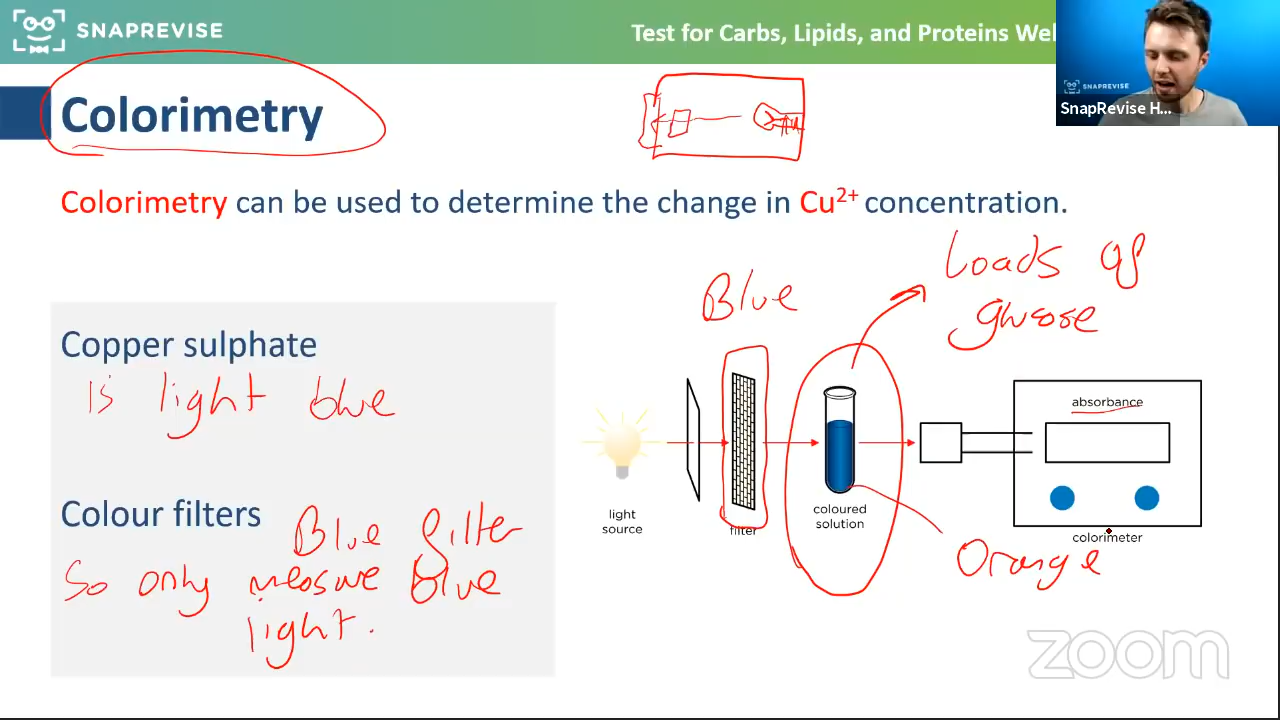 SNAPREVISE
Test for Carbs, Lipids, and Proteins Wel
SNAPREVISE
SnapRevise H...
Colorimetry
Colorimetry can be used to determine the change in Cu²⁺ concentration.
Loads of
glucose
Blue
Copper sulphate
is light blue
absorbance
coloured
solution
light
source
filter
colorimeter
Colour filters
Blue filter
So only measure blue
light.
Orange
zoom